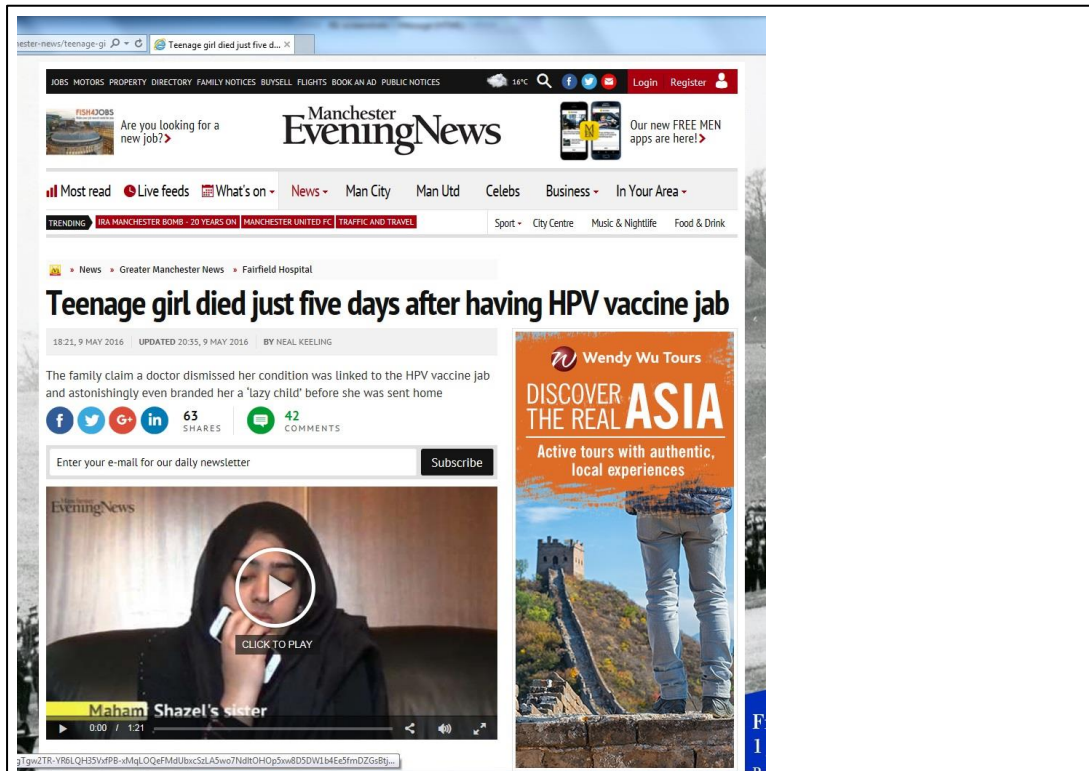 ester-news/teenage-gi
Teenage girl died just five d...
JOBS MOTORS PROPERTY DIRECTORY FAMILY NOTICES BUYSELL FLIGHTS BOOK AN AD PUBLIC NOTICES
16°C
Login Register
FISH4JOBS
Are you looking for a
new job?
Manchester
EveningNews
Our new FREE MEN
apps are here!
Most read Live feeds What's on News Man City Man Utd Celebs Business In Your Area
TRENDING IRA MANCHESTER BOMB - 20 YEARS ON MANCHESTER UNITED FC TRAFFIC AND TRAVEL Sport City Centre Music & Nightlife Food & Drink
» News » Greater Manchester News » Fairfield Hospital
Teenage girl died just five days after having HPV vaccine jab
18:21, 9 MAY 2016 UPDATED 20:35, 9 MAY 2016 BY NEAL KEELING
The family claim a doctor dismissed her condition was linked to the HPV vaccine jab
and astonishingly even branded her a 'lazy child' before she was sent home
63
SHARES
42
COMMENTS
Enter your e-mail for our daily newsletter Subscribe
Manchester
EveningNews
CLICK TO PLAY
Maham Shazel's sister
0:00 / 1:21
Wendy Wu Tours
DISCOVER
THE REAL ASIA
Active tours with authentic,
local experiences